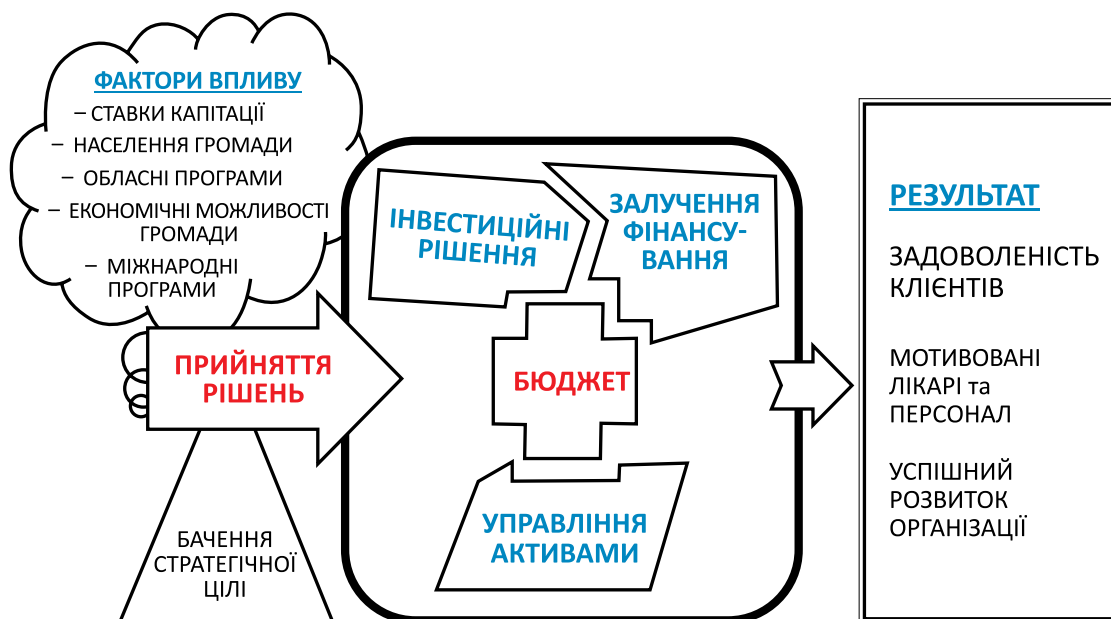 ФАКТОРИ ВПЛИВУ
– СТАВКИ КАПІТАЦІЇ
– НАСЕЛЕННЯ ГРОМАДИ
– ОБЛАСНІ ПРОГРАМИ
– ЕКОНОМІЧНІ МОЖЛИВОСТІ
ГРОМАДИ
– МІЖНАРОДНІ
ПРОГРАМИ
ПРИЙНЯТТЯ
РІШЕНЬ
БАЧЕННЯ
СТРАТЕГІЧНОЇ
ЦІЛІ
ІНВЕСТИЦІЙНІ
РІШЕННЯ
ЗАЛУЧЕННЯ
ФІНАНСУ-
ВАННЯ
БЮДЖЕТ
УПРАВЛІННЯ
АКТИВАМИ
РЕЗУЛЬТАТ
ЗАДОВОЛЕНІСТЬ
КЛІЄНТІВ
МОТИВОВАНІ
ЛІКАРІ та
ПЕРСОНАЛ
УСПІШНИЙ
РОЗВИТОК
ОРГАНІЗАЦІЇ